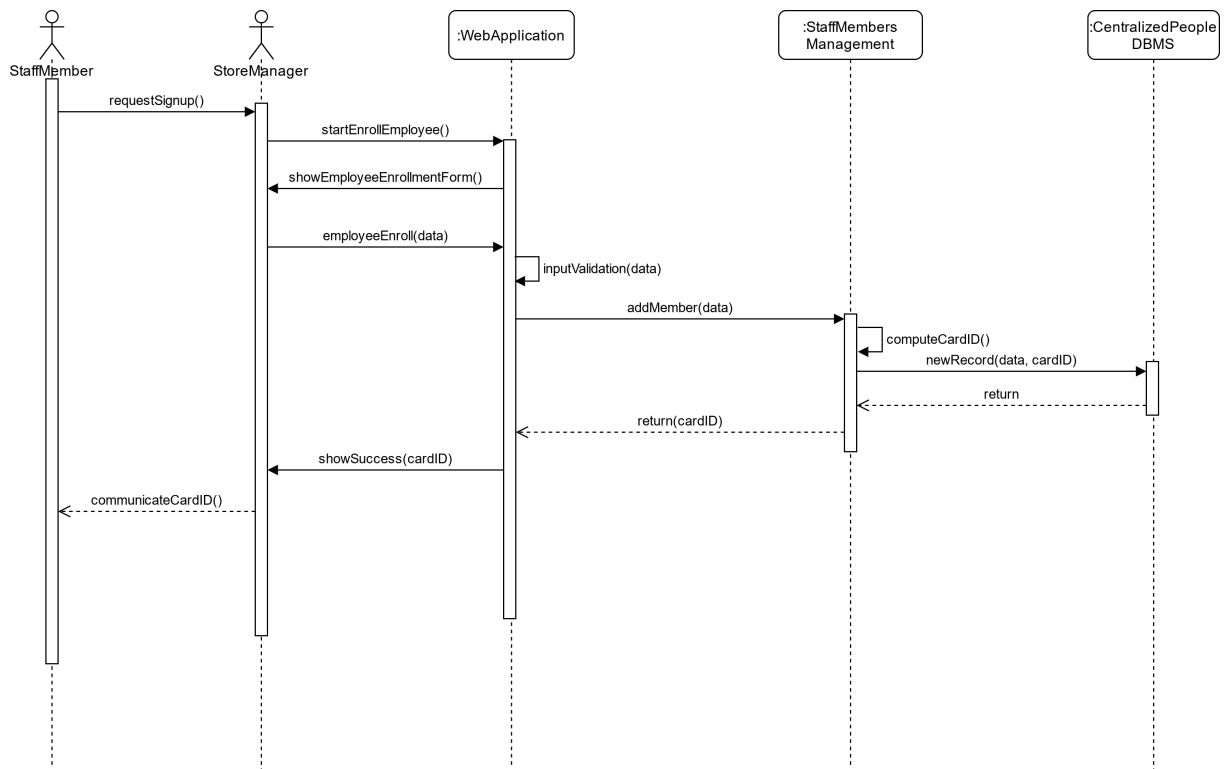 StaffMember
StoreManager
:WebApplication
:StaffMembers
Management
:CentralizedPeople
DBMS
requestSignup()
startEnrollEmployee()
showEmployeeEnrollmentForm()
employeeEnroll(data)
inputValidation(data)
addMember(data)
computeCardID()
newRecord(data, cardID)
return
return(cardID)
showSuccess(cardID)
communicateCardID()